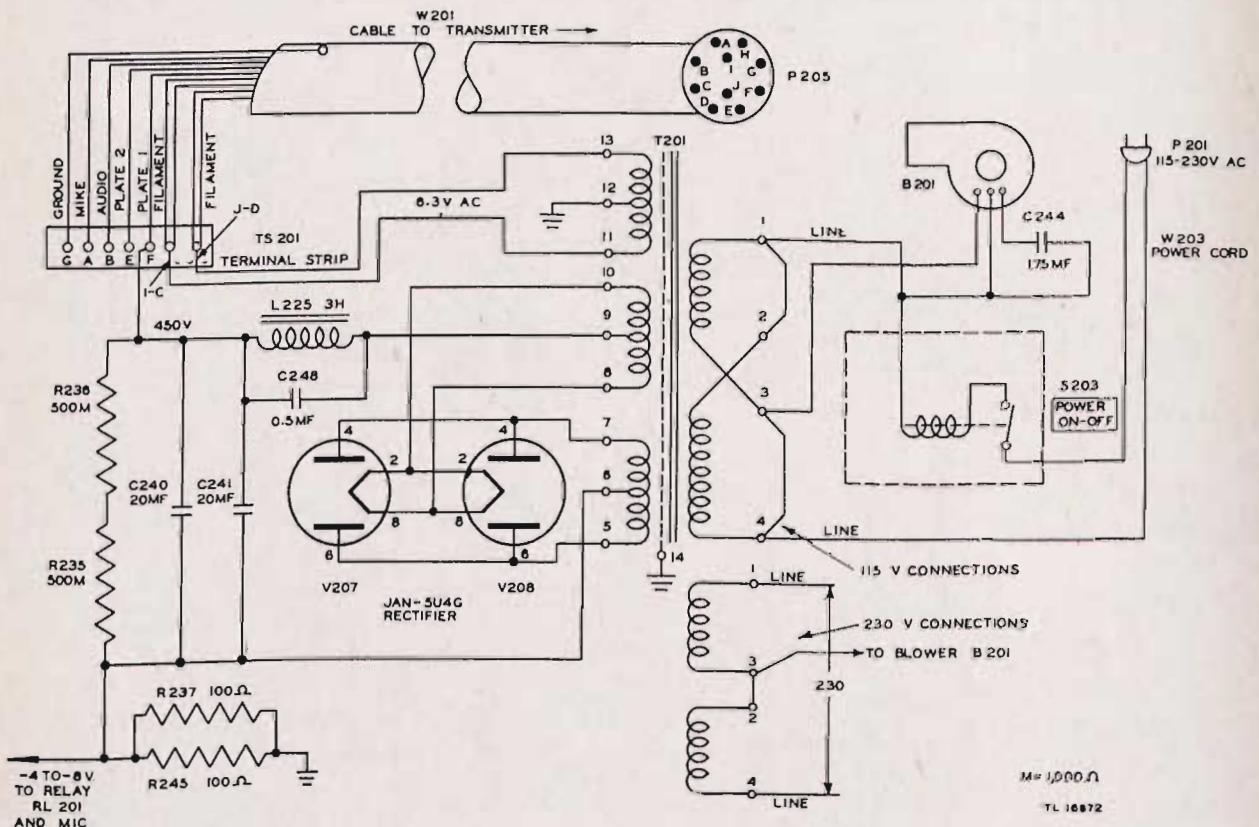 W201
CABLE TO TRANSMITTER
A
H
B
I
G
C
J
F
D
E
P205
GROUND
MIKE
AUDIO
PLATE 2
PLATE 1
FILAMENT
FILAMENT
J-D
TS201
G A B E F
TERMINAL STRIP
I-C
T201
13
12
11
6.3V AC
10
9
8
7
6
5
14
L225 3H
450V
C248
0.5MF
R236
500M
C240
20MF
C241
20MF
R235
500M
4
4
2
2
8
8
6
6
V207
V208
JAN-5U4G
RECTIFIER
R237 100Ω
R245 100Ω
-4 TO -8V
TO RELAY
RL 201
AND MIC
B201
C244
1.75MF
P201
115-230V AC
W203
POWER CORD
1
LINE
2
3
S203
POWER
ON-OFF
4
LINE
115 V CONNECTIONS
1
LINE
230 V CONNECTIONS
TO BLOWER B201
3
230
2
4
LINE
M=1,000Ω
TL 16872